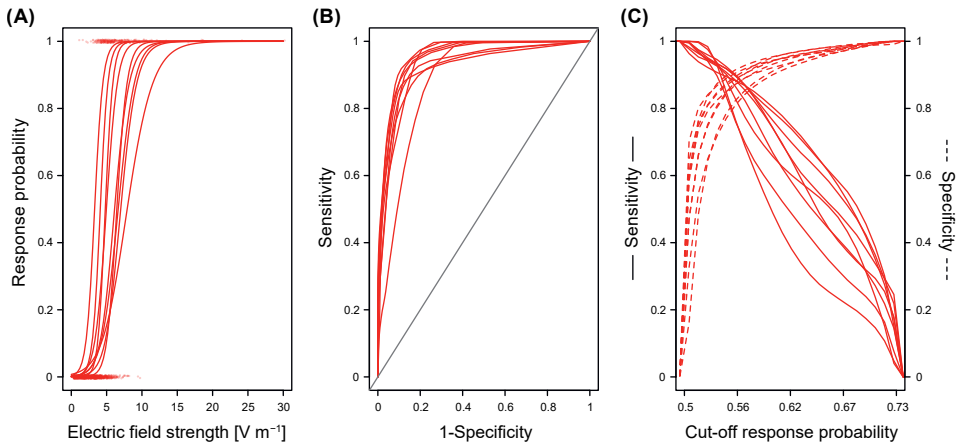 (A)
(B)
(C)
Response probability
1
0.8
0.6
0.4
0.2
0
0 5 10 15 20 25 30
Electric field strength [V m⁻¹]
Sensitivity
1
0.8
0.6
0.4
0.2
0
0 0.2 0.4 0.6 0.8 1
1-Specificity
Sensitivity
1
0.8
0.6
0.4
0.2
0
0.5 0.56 0.62 0.67 0.73
Cut-off response probability
1
0.8
0.6
0.4
0.2
0
Specificity